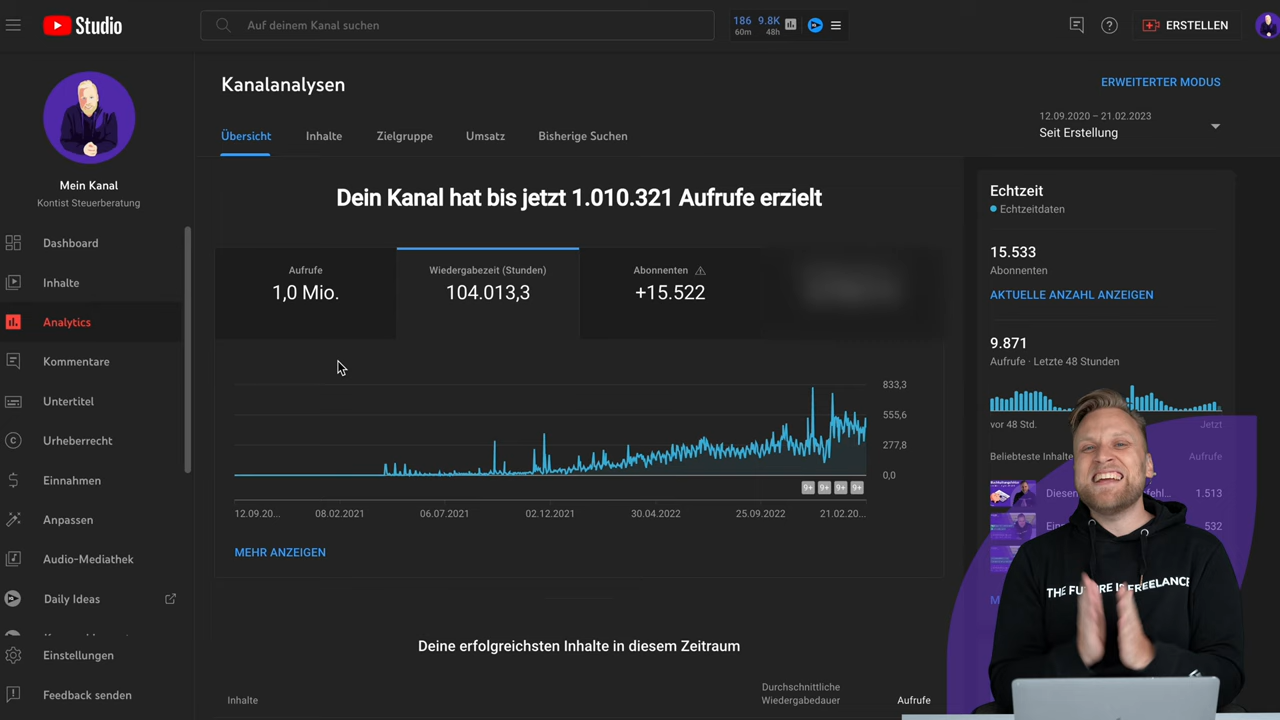 Studio
Auf deinem Kanal suchen
186
60m
9.8K
48h
ERSTELLEN
Kanalanalysen
ERWEITERTER MODUS
12.09.2020 – 21.02.2023
Seit Erstellung
Übersicht
Inhalte
Zielgruppe
Umsatz
Bisherige Suchen
Mein Kanal
Kontist Steuerberatung
Dashboard
Inhalte
Analytics
Kommentare
Untertitel
Urheberrecht
Einnahmen
Anpassen
Audio-Mediathek
Daily Ideas
Einstellungen
Feedback senden
Dein Kanal hat bis jetzt 1.010.321 Aufrufe erzielt
Aufrufe
1,0 Mio.
Wiedergabezeit (Stunden)
104.013,3
Abonnenten
+15.522
833,3
555,6
277,8
0,0
9+ 9+ 9+ 9+
12.09.20...
08.02.2021
06.07.2021
02.12.2021
30.04.2022
25.09.2022
21.02.20...
MEHR ANZEIGEN
Deine erfolgreichsten Inhalte in diesem Zeitraum
Inhalte
Durchschnittliche
Wiedergabedauer
Aufrufe
Echtzeit
Echtzeitdaten
15.533
Abonnenten
AKTUELLE ANZAHL ANZEIGEN
9.871
Aufrufe · Letzte 48 Stunden
vor 48 Std.
Jetzt
Beliebteste Inhalte
Aufrufe
1.513
532
THE FUTURE IS FREELANCE